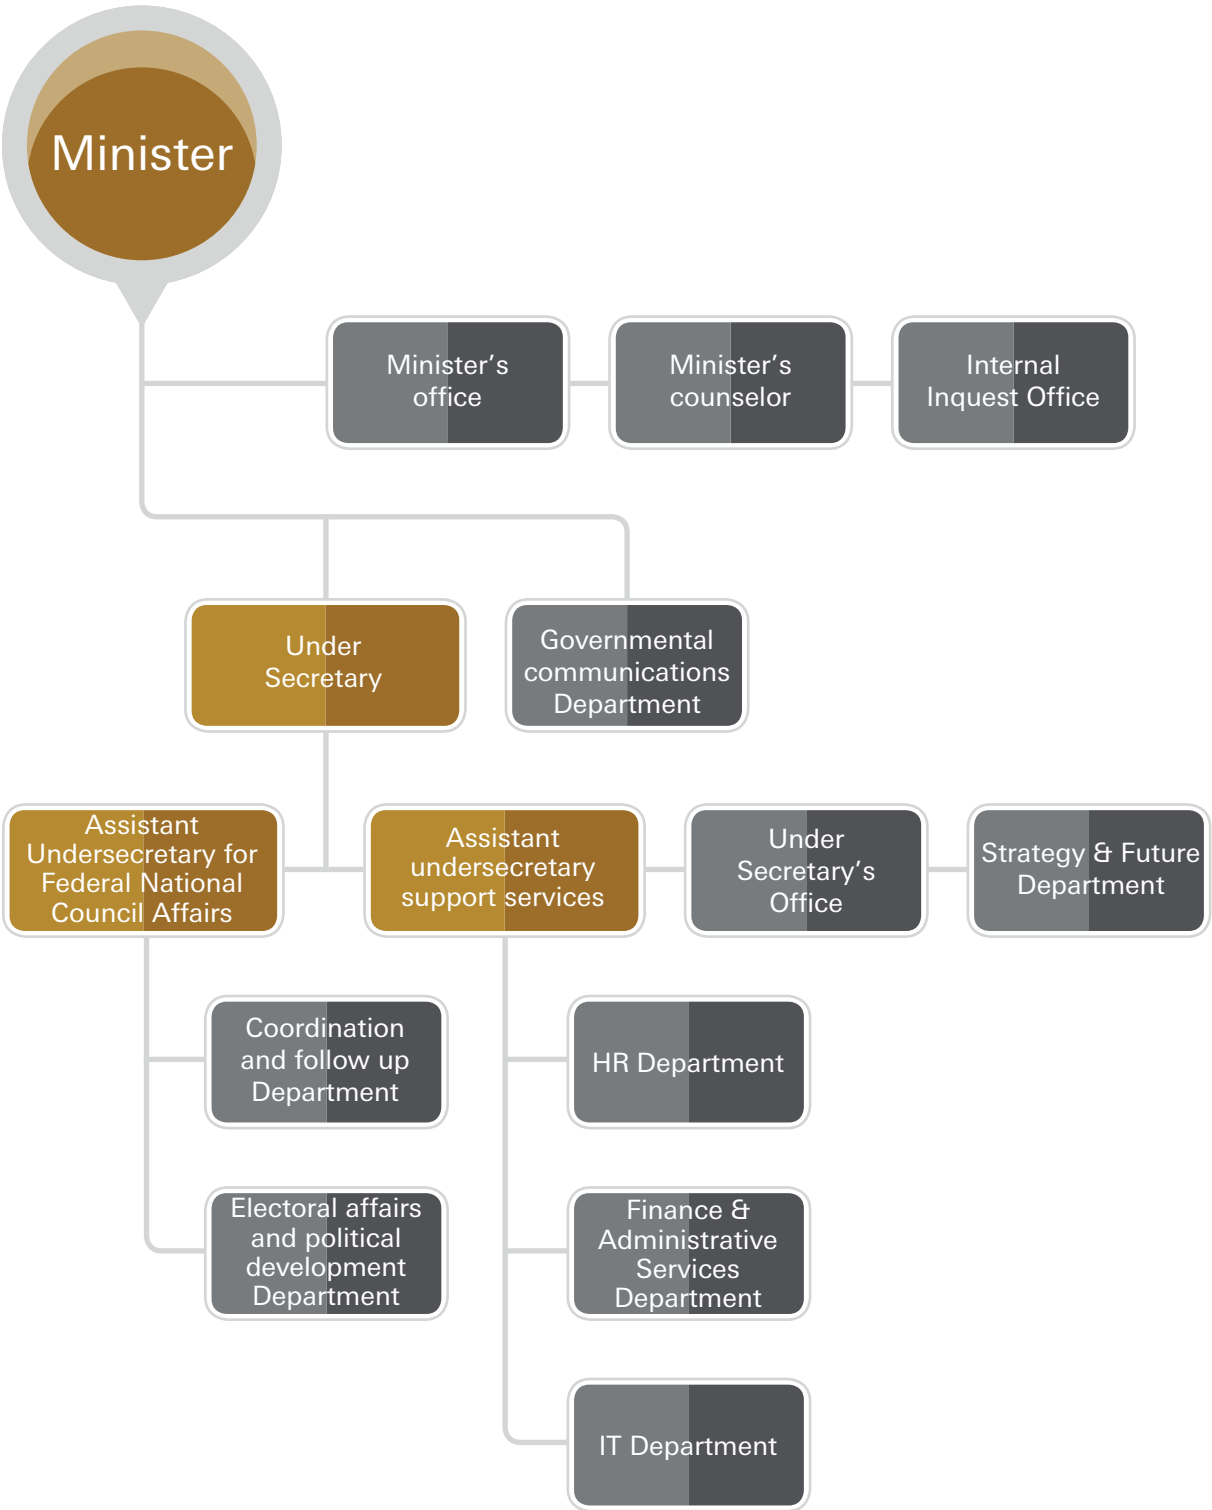 Minister
Minister’s
office
Minister’s
counselor
Internal
Inquest Office
Under
Secretary
Governmental
communications
Department
Assistant
Undersecretary for
Federal National
Council Affairs
Assistant
undersecretary
support services
Under
Secretary’s
Office
Strategy & Future
Department
Coordination
and follow up
Department
HR Department
Electoral affairs
and political
development
Department
Finance &
Administrative
Services
Department
IT Department